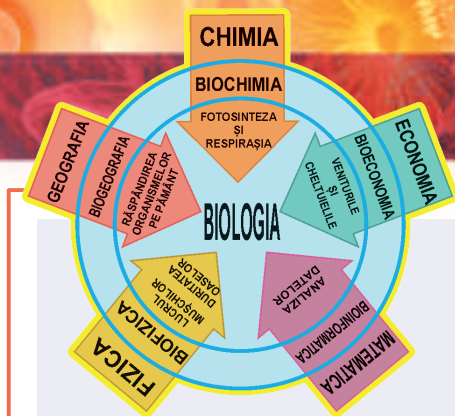 CHIMIA
BIOCHIMIA
FOTOSINTEZA
ȘI
RESPIRAȘIA
GEOGRAFIA
BIOGEOGRAFIA
RĂSPÂNDIREA
ORGANISMELOR
PE PĂMÂNT
ECONOMIA
BIOECONOMIA
VENITURILE
ȘI
CHELTUIELILE
BIOLOGIA
LUCRUL
MUȘCHILOR
DURITATEA
OASELOR
BIOFIZICA
FIZICA
ANALIZA
DATELOR
BIOINFORMATICA
MATEMATICA